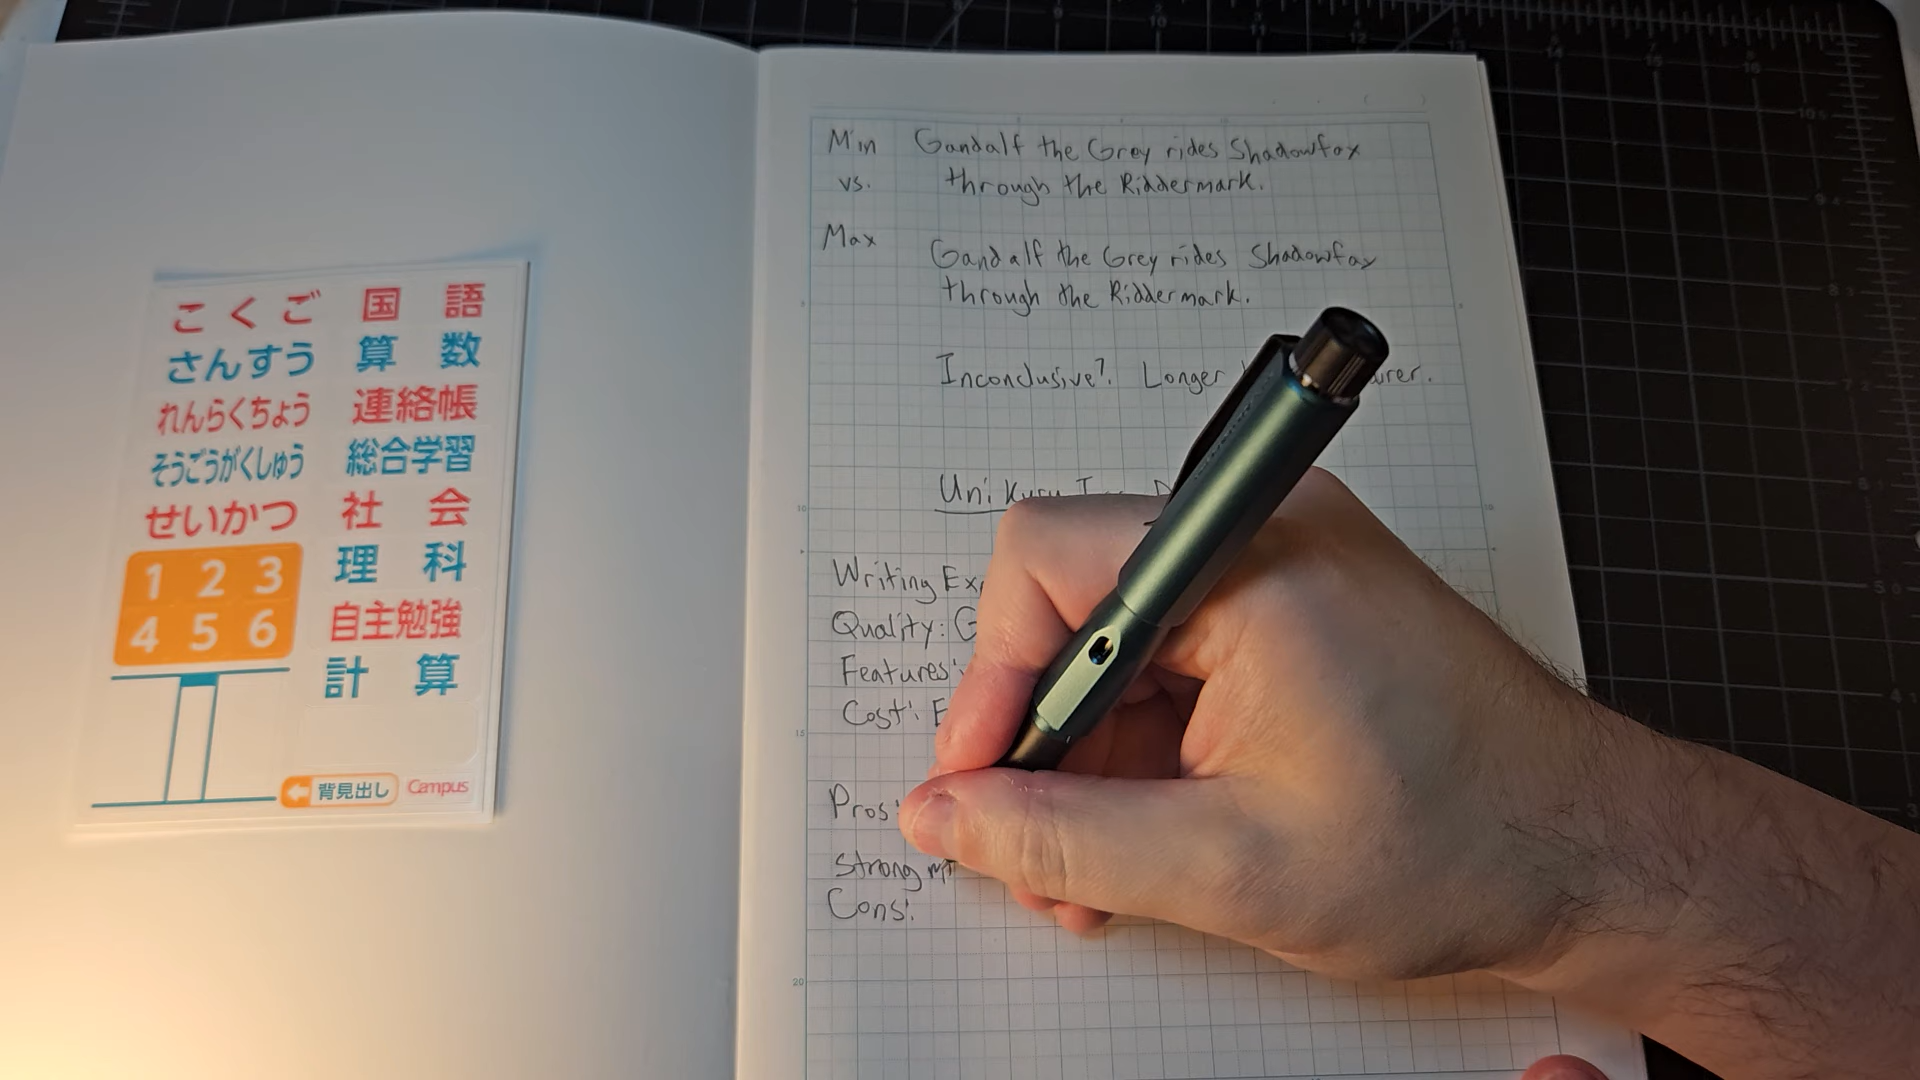 こくご 国語
さんすう 算数
れんらくちょう 連絡帳
そうごうがくしゅう 総合学習
せいかつ 社会
1 2 3 理科
4 5 6 自主勉強
計算
背見出し Campus
Min Gandalf the Grey rides Shadowfax
vs. through the Riddermark.
Max Gandalf the Grey rides Shadowfax
through the Riddermark.
Inconclusive?. Longer
Uni Kuru
Writing
Quality: G
Features:
Cost: E
Pros:
Strong
Cons: